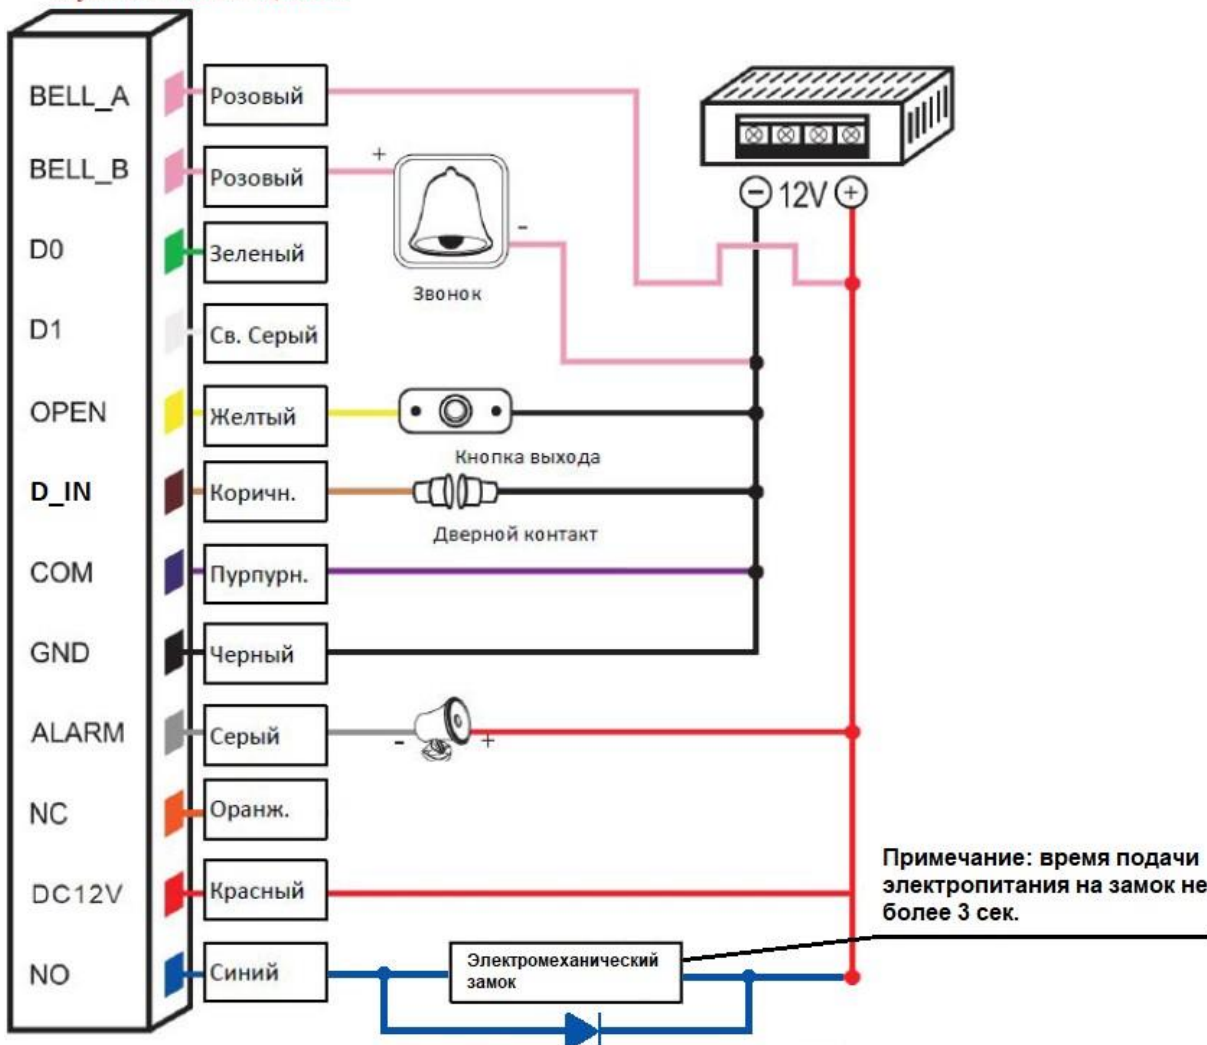 BELL_A
Розовый
BELL_B
Розовый
+
-
Звонок
12V
D0
Зеленый
D1
Св. Серый
OPEN
Желтый
Кнопка выхода
D_IN
Коричн.
Дверной контакт
COM
Пурпурн.
GND
Черный
ALARM
Серый
-
+
NC
Оранж.
DC12V
Красный
Примечание: время подачи
электропитания на замок не
более 3 сек.
NO
Синий
Электромеханический
замок